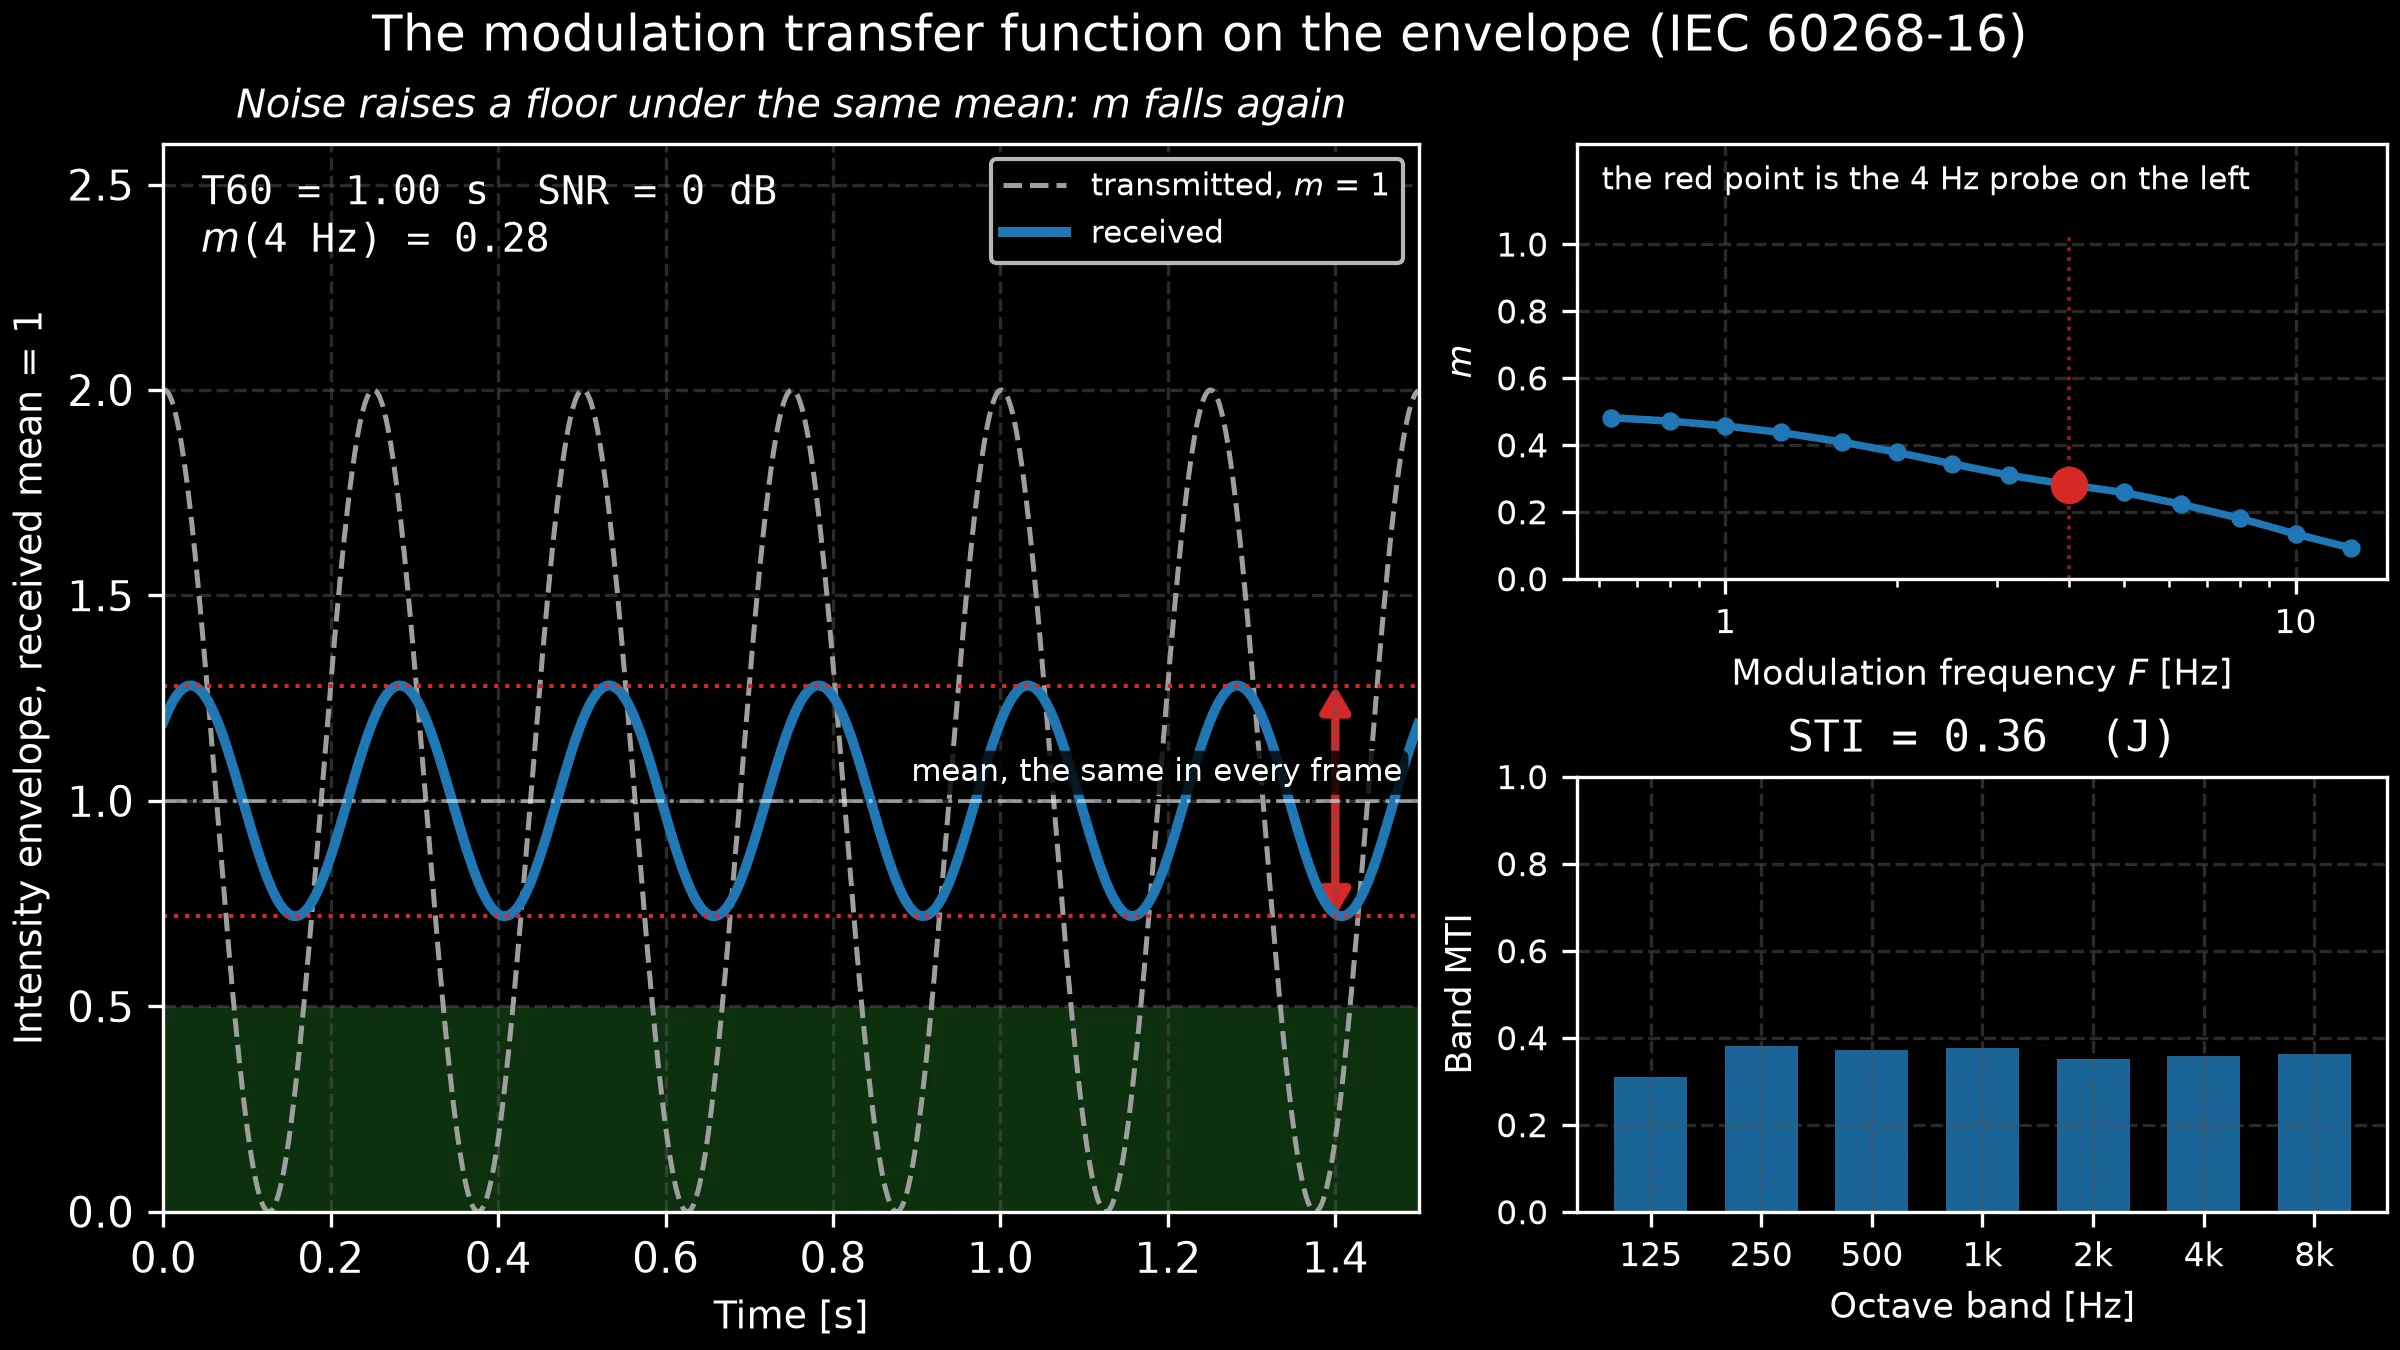 The modulation transfer function on the envelope (IEC 60268-16)
Noise raises a floor under the same mean: m falls again
T60 = 1.00 s  SNR = 0 dB
m(4 Hz) = 0.28
transmitted, m = 1
received
mean, the same in every frame
Intensity envelope, received mean = 1
2.5
2.0
1.5
1.0
0.5
0.0
0.0 0.2 0.4 0.6 0.8 1.0 1.2 1.4
Time [s]
the red point is the 4 Hz probe on the left
m
1.0
0.8
0.6
0.4
0.2
0.0
1 10
Modulation frequency F [Hz]
STI = 0.36  (J)
Band MTI
1.0
0.8
0.6
0.4
0.2
0.0
125 250 500 1k 2k 4k 8k
Octave band [Hz]